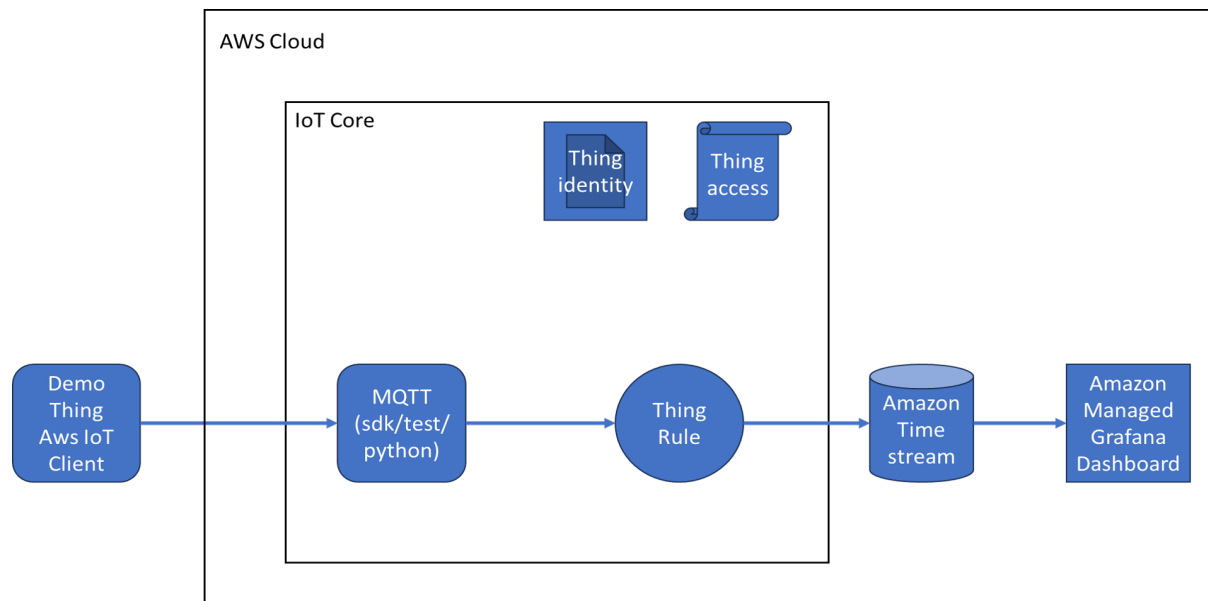 AWS Cloud
IoT Core
Thing
identity
Thing
access
Demo
Thing
Aws IoT
Client
MQTT
(sdk/test/
python)
Thing
Rule
Amazon
Time
stream
Amazon
Managed
Grafana
Dashboard